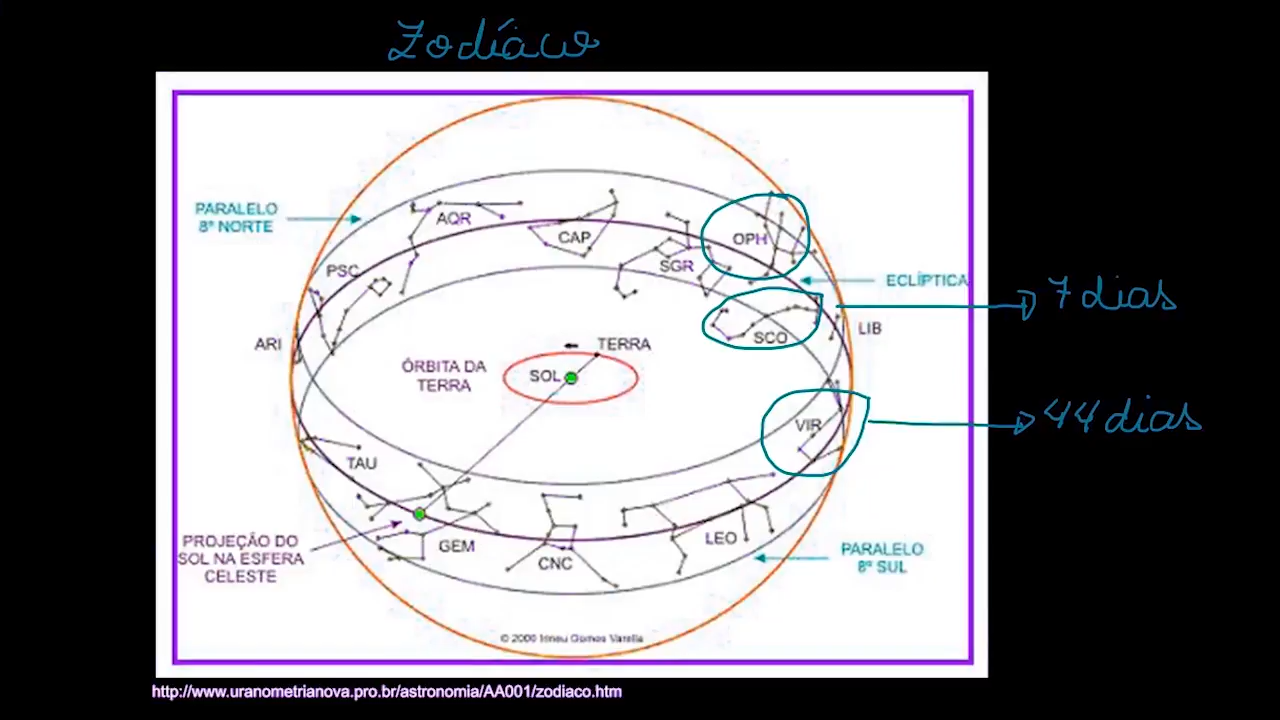 Zodíaco
PARALELO
8º NORTE
AQR
CAP
OPH
SGR
PSC
ECLÍPTICA
7 dias
SCO
LIB
ARI
TERRA
ÓRBITA DA
TERRA
SOL
VIR
44 dias
TAU
PROJEÇÃO DO
SOL NA ESFERA
CELESTE
GEM
CNC
LEO
PARALELO
8º SUL
© 2000 Irineu Gomes Varella
http://www.uranometrianova.pro.br/astronomia/AA001/zodiaco.htm